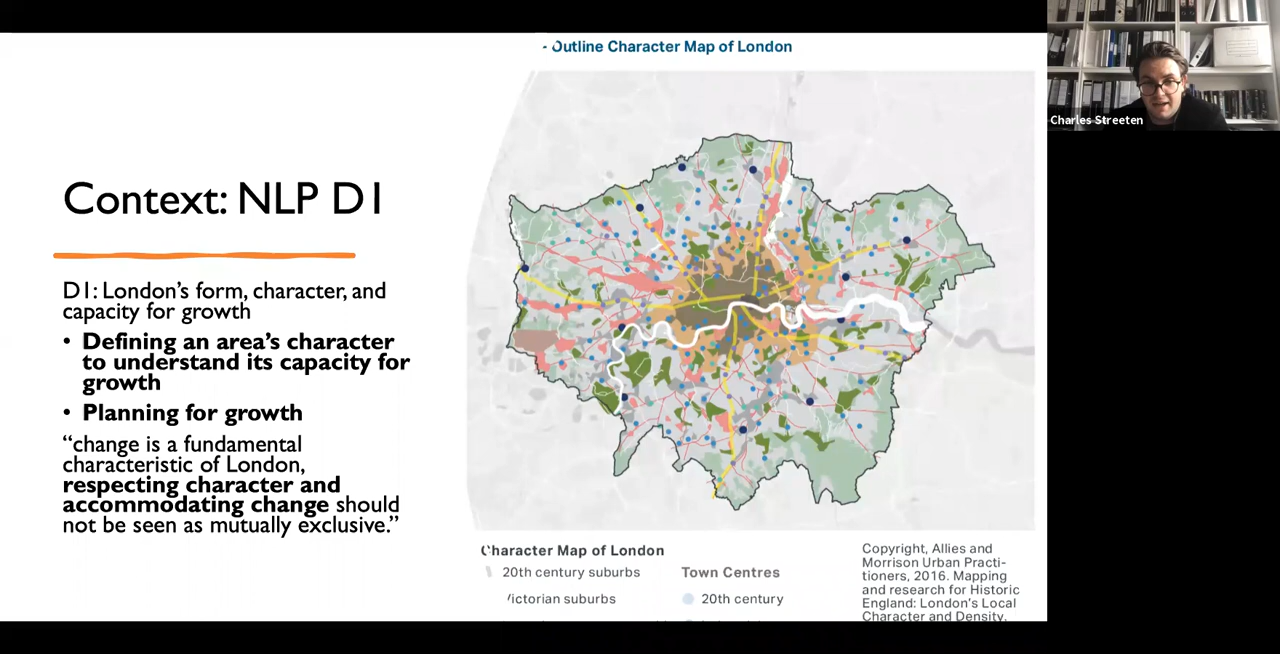 Outline Character Map of London
Charles Streeten
Context: NLP D1
D1: London's form, character, and
capacity for growth
• Defining an area's character
to understand its capacity for
growth
• Planning for growth
“change is a fundamental
characteristic of London,
respecting character and
accommodating change should
not be seen as mutually exclusive.”
Character Map of London
20th century suburbs
Victorian suburbs
Town Centres
20th century
Copyright, Allies and
Morrison Urban Practi-
tioners, 2016. Mapping
and research for Historic
England: London's Local
Character and Density.